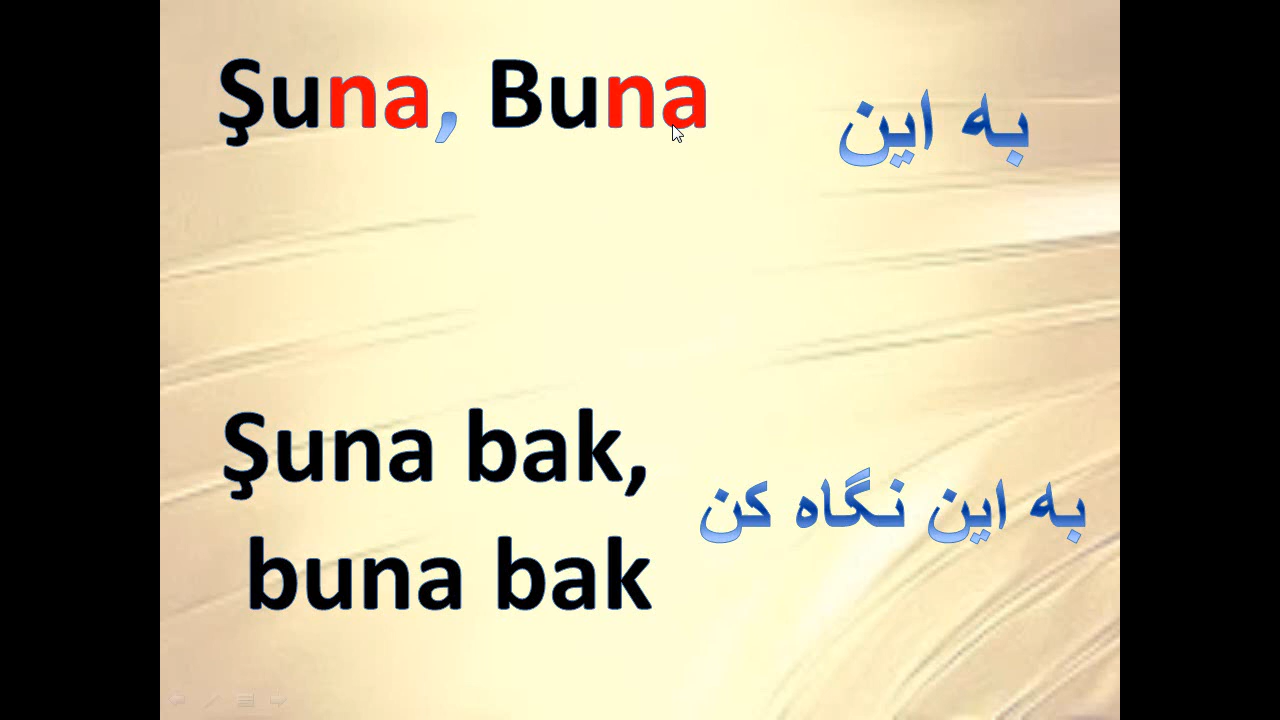 Şuna, Buna
به این
Şuna bak,
buna bak
به این نگاه کن